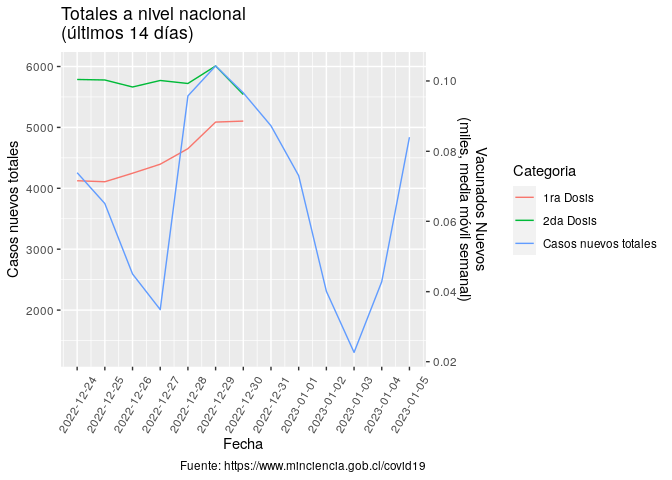 Totales a nivel nacional
(últimos 14 días)
Casos nuevos totales
6000
5000
4000
3000
2000
0.10
0.08
0.06
0.04
0.02
Vacunados Nuevos
(miles, media móvil semanal)
2022-12-24
2022-12-25
2022-12-26
2022-12-27
2022-12-28
2022-12-29
2022-12-30
2022-12-31
2023-01-01
2023-01-02
2023-01-03
2023-01-04
2023-01-05
Fecha
Categoria
1ra Dosis
2da Dosis
Casos nuevos totales
Fuente: https://www.minciencia.gob.cl/covid19